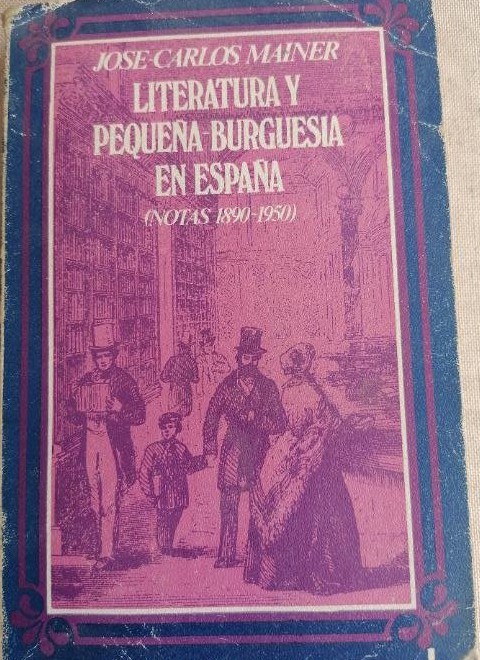 JOSE-CARLOS MAINER
LITERATURA Y
PEQUEÑA-BURGUESIA
EN ESPAÑA
(NOTAS 1890-1950)